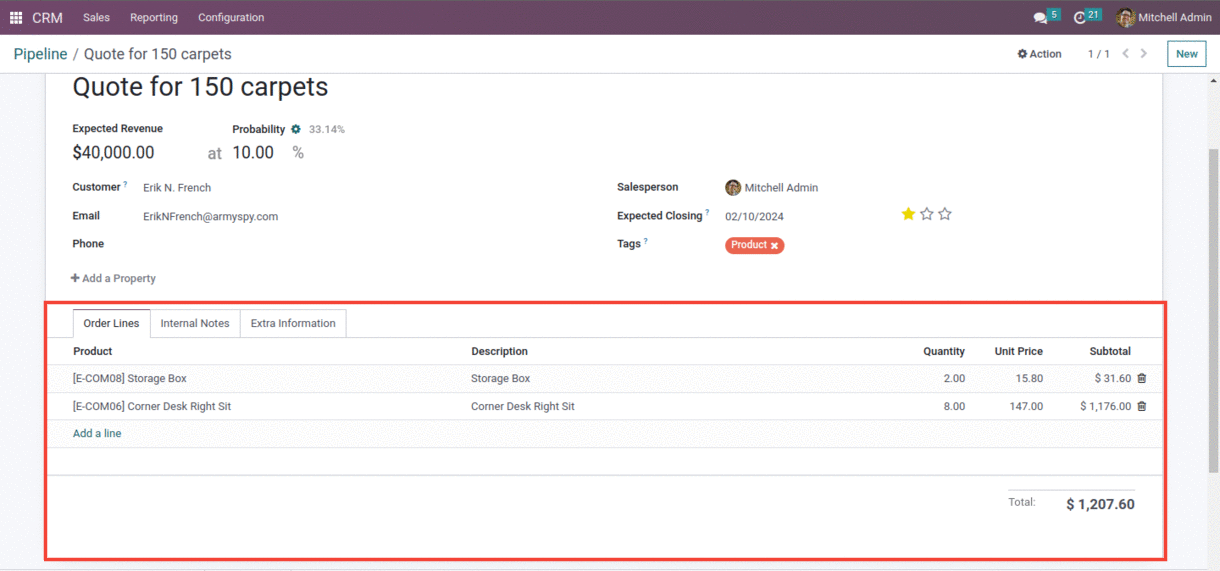 CRM Sales Reporting Configuration 5 21 Mitchell Admin
Pipeline / Quote for 150 carpets Action 1 / 1 New
Quote for 150 carpets
Expected Revenue Probability 33.14%
$40,000.00 at 10.00 %
Customer ? Erik N. French Salesperson Mitchell Admin
Email ErikNFrench@armyspy.com Expected Closing ? 02/10/2024
Phone Tags ? Product ×
+ Add a Property
Order Lines Internal Notes Extra Information
Product Description Quantity Unit Price Subtotal
[E-COM08] Storage Box Storage Box 2.00 15.80 $ 31.60
[E-COM06] Corner Desk Right Sit Corner Desk Right Sit 8.00 147.00 $ 1,176.00
Add a line
Total: $ 1,207.60